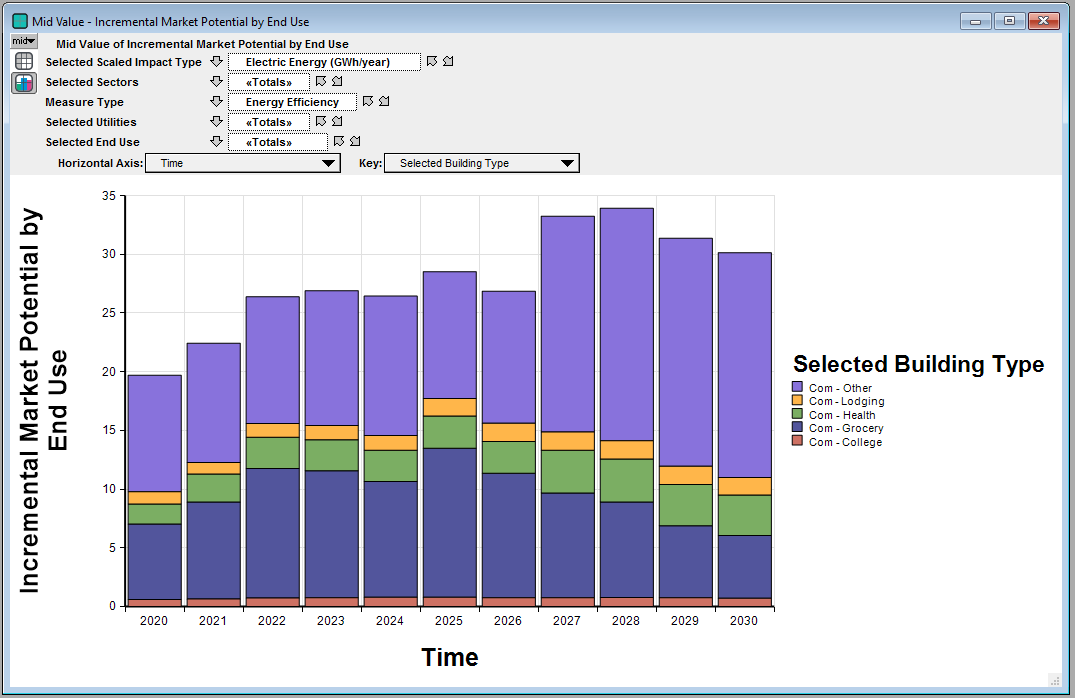 Mid Value - Incremental Market Potential by End Use
mid
Mid Value of Incremental Market Potential by End Use
Selected Scaled Impact Type Electric Energy (GWh/year)
Selected Sectors «Totals»
Measure Type Energy Efficiency
Selected Utilities «Totals»
Selected End Use «Totals»
Horizontal Axis: Time Key: Selected Building Type
35
30
25
20
15
10
5
0
Incremental Market Potential by
End Use
2020 2021 2022 2023 2024 2025 2026 2027 2028 2029 2030
Time
Selected Building Type
Com - Other
Com - Lodging
Com - Health
Com - Grocery
Com - College